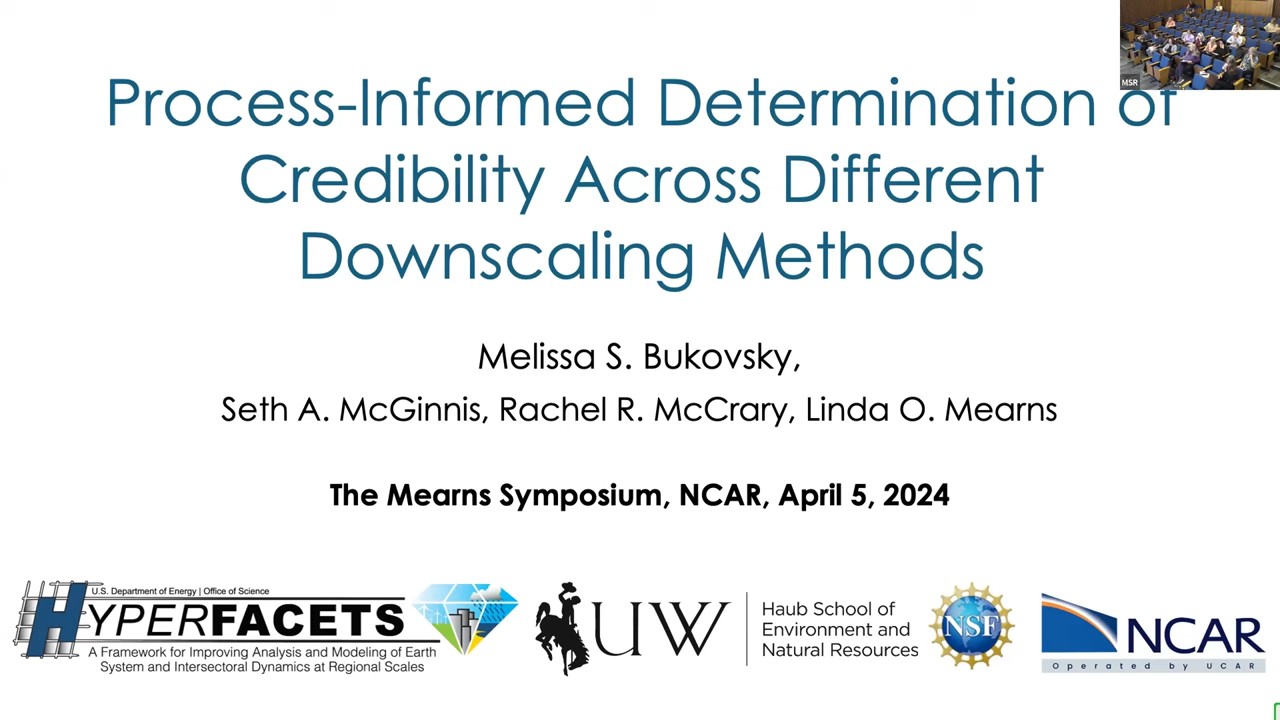 MSR
Process-Informed Determination of
Credibility Across Different
Downscaling Methods
Melissa S. Bukovsky,
Seth A. McGinnis, Rachel R. McCrary, Linda O. Mearns
The Mearns Symposium, NCAR, April 5, 2024
U.S. Department of Energy | Office of Science
HYPERFACETS
A Framework for Improving Analysis and Modeling of Earth
System and Intersectoral Dynamics at Regional Scales
UW
Haub School of
Environment and
Natural Resources
NSF
NCAR
Operated by UCAR